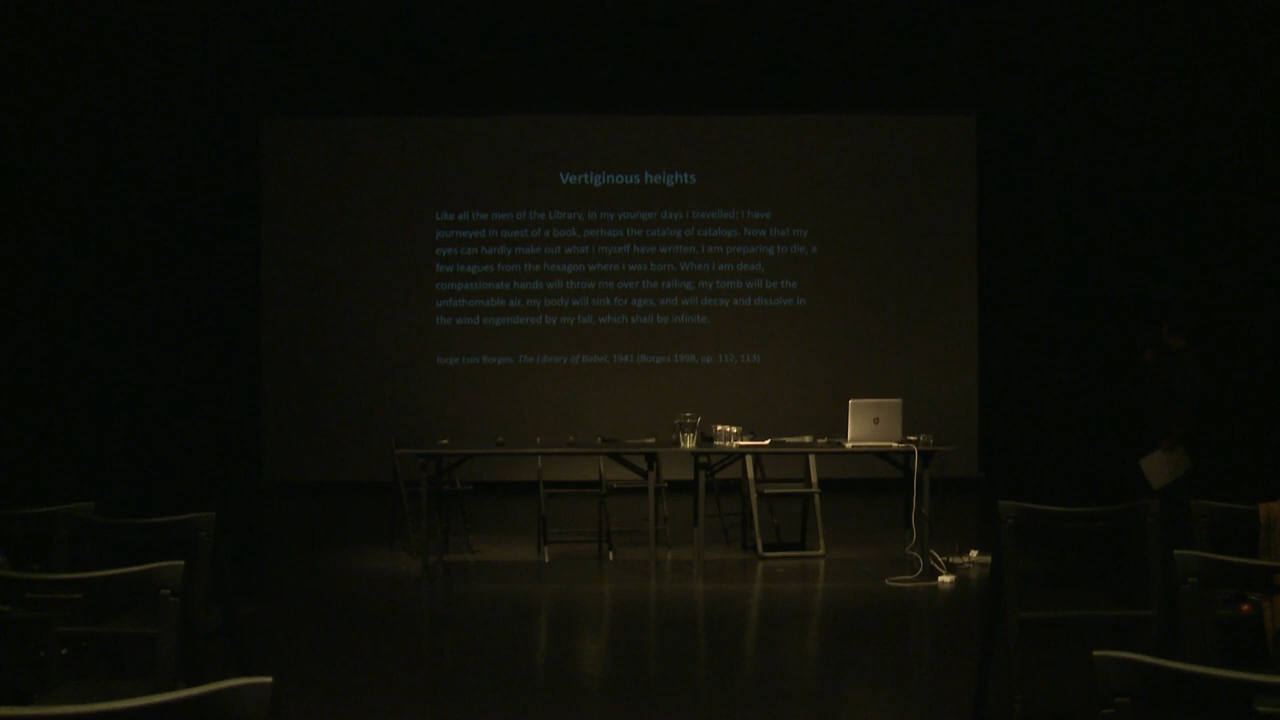 Vertiginous heights
Like all the men of the Library, in my younger days I travelled; I have
journeyed in quest of a book, perhaps the catalog of catalogs. Now that my
eyes can hardly make out what I myself have written, I am preparing to die, a
few leagues from the hexagon where I was born. When I am dead,
compassionate hands will throw me over the railing; my tomb will be the
unfathomable air, my body will sink for ages, and will decay and dissolve in
the wind engendered by my fall, which shall be infinite.
Jorge Luis Borges: The Library of Babel, 1941 (Borges 1998, pp. 112, 113)
hp